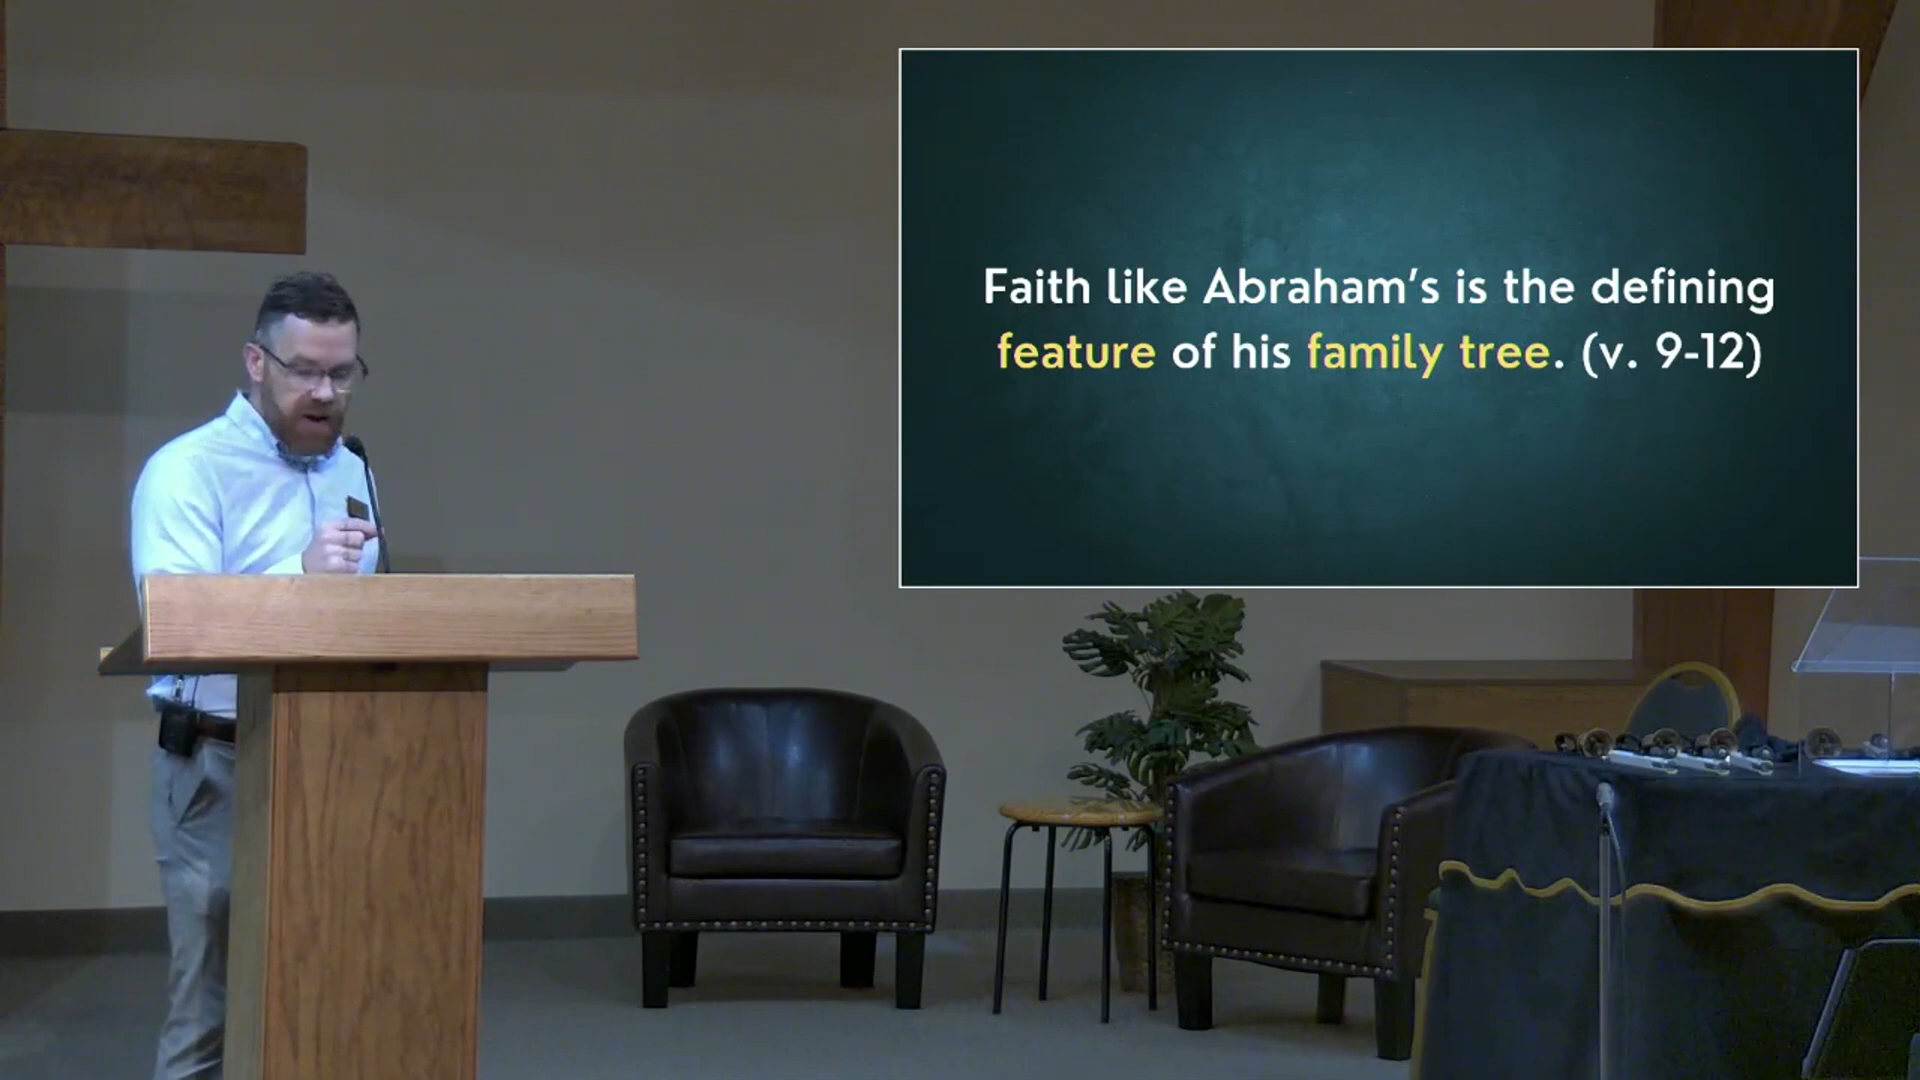 Faith like Abraham's is the defining
feature of his family tree. (v. 9-12)